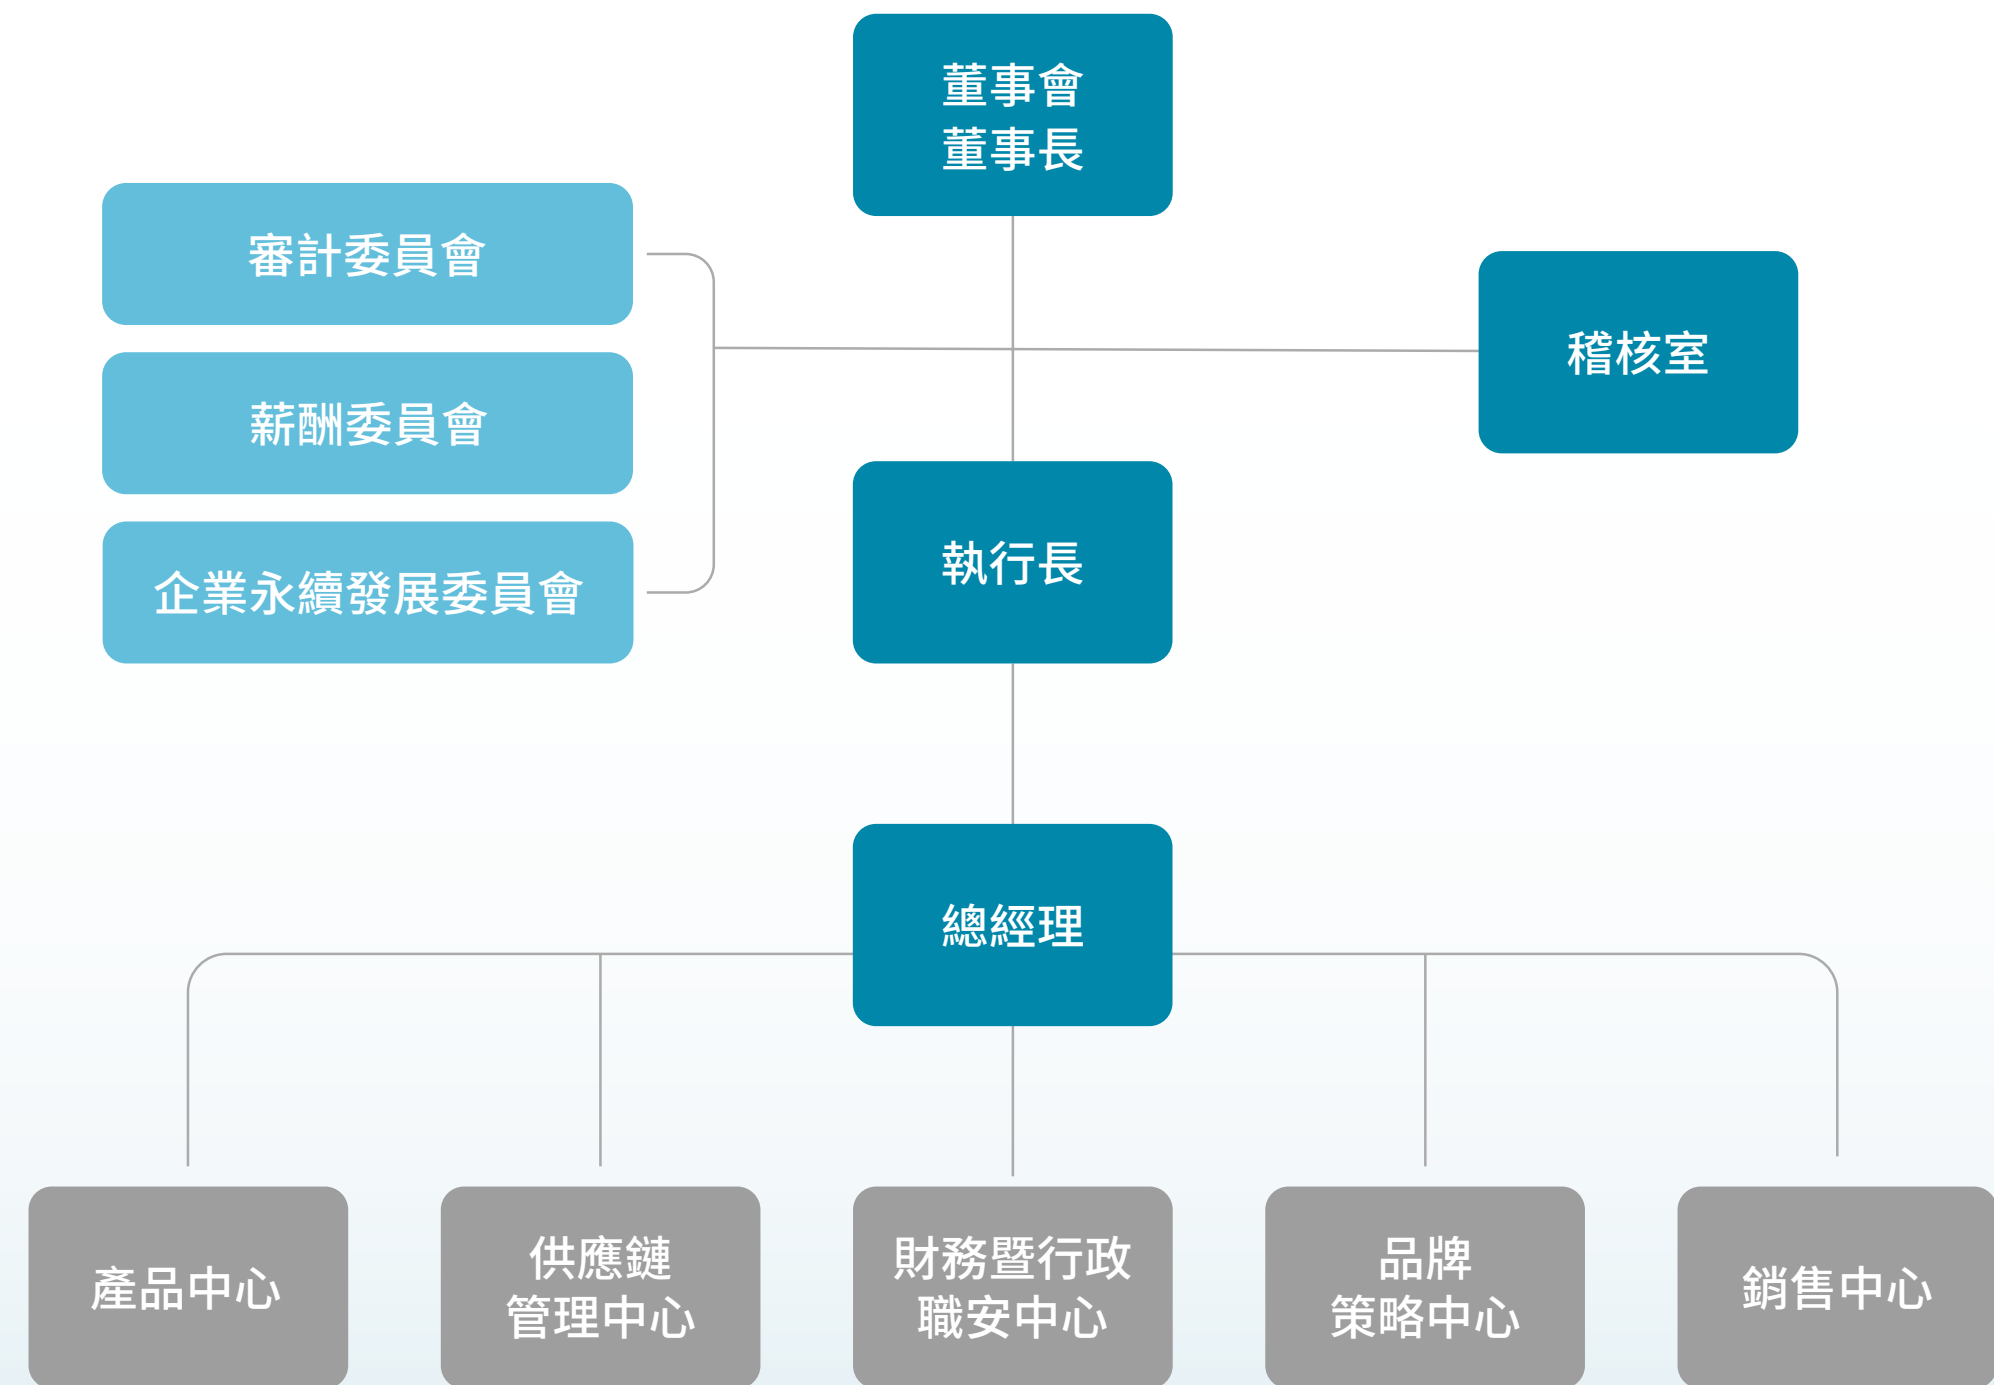 董事會
董事長
審計委員會
薪酬委員會
企業永續發展委員會
稽核室
執行長
總經理
產品中心
供應鏈
管理中心
財務暨行政
職安中心
品牌
策略中心
銷售中心